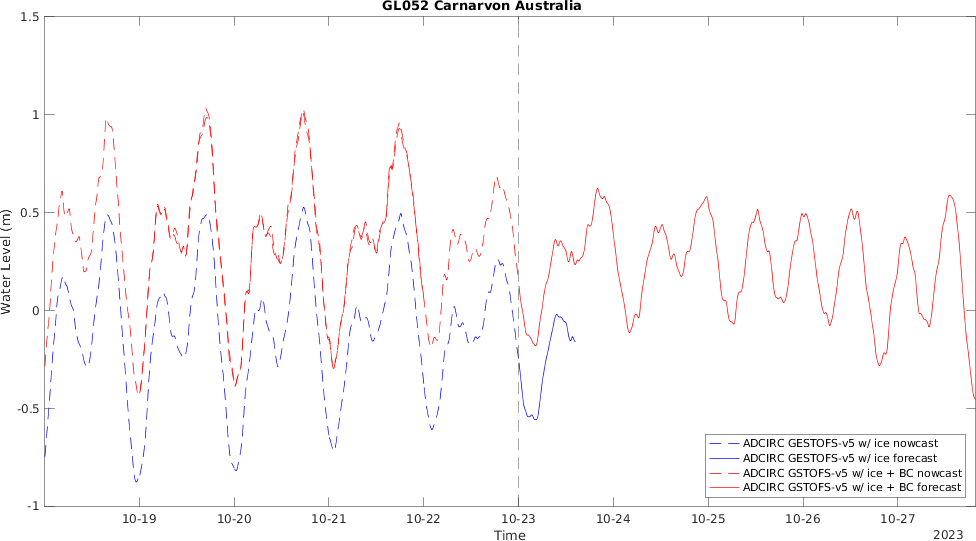 GL052 Carnarvon Australia
1.5
1
0.5
0
-0.5
-1
Water Level (m)
10-19 10-20 10-21 10-22 10-23 10-24 10-25 10-26 10-27
Time
2023
ADCIRC GESTOFS-v5 w/ ice nowcast
ADCIRC GESTOFS-v5 w/ ice forecast
ADCIRC GSTOFS-v5 w/ ice + BC nowcast
ADCIRC GSTOFS-v5 w/ ice + BC forecast